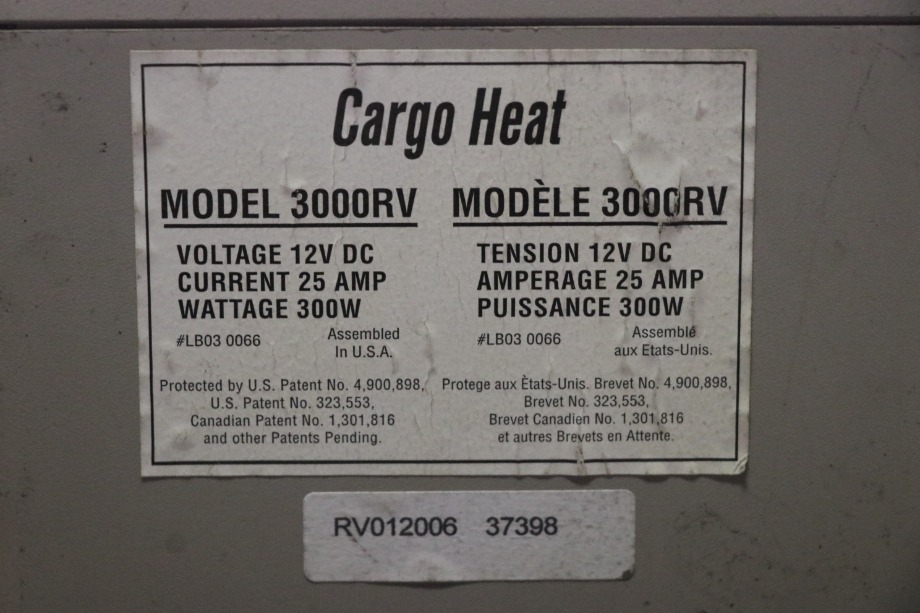 Cargo Heat
MODEL 3000RV
VOLTAGE 12V DC
CURRENT 25 AMP
WATTAGE 300W
#LB03 0066
Assembled
In U.S.A.
Protected by U.S. Patent No. 4,900,898,
U.S. Patent No. 323,553,
Canadian Patent No. 1,301,816
and other Patents Pending.
MODÈLE 3000RV
TENSION 12V DC
AMPERAGE 25 AMP
PUISSANCE 300W
#LB03 0066
Assemblé
aux Etats-Unis.
Protege aux Ètats-Unis. Brevet No. 4,900,898,
Brevet No. 323,553,
Brevet Canadien No. 1,301,816
et autres Brevets en Attente.
RV012006 37398